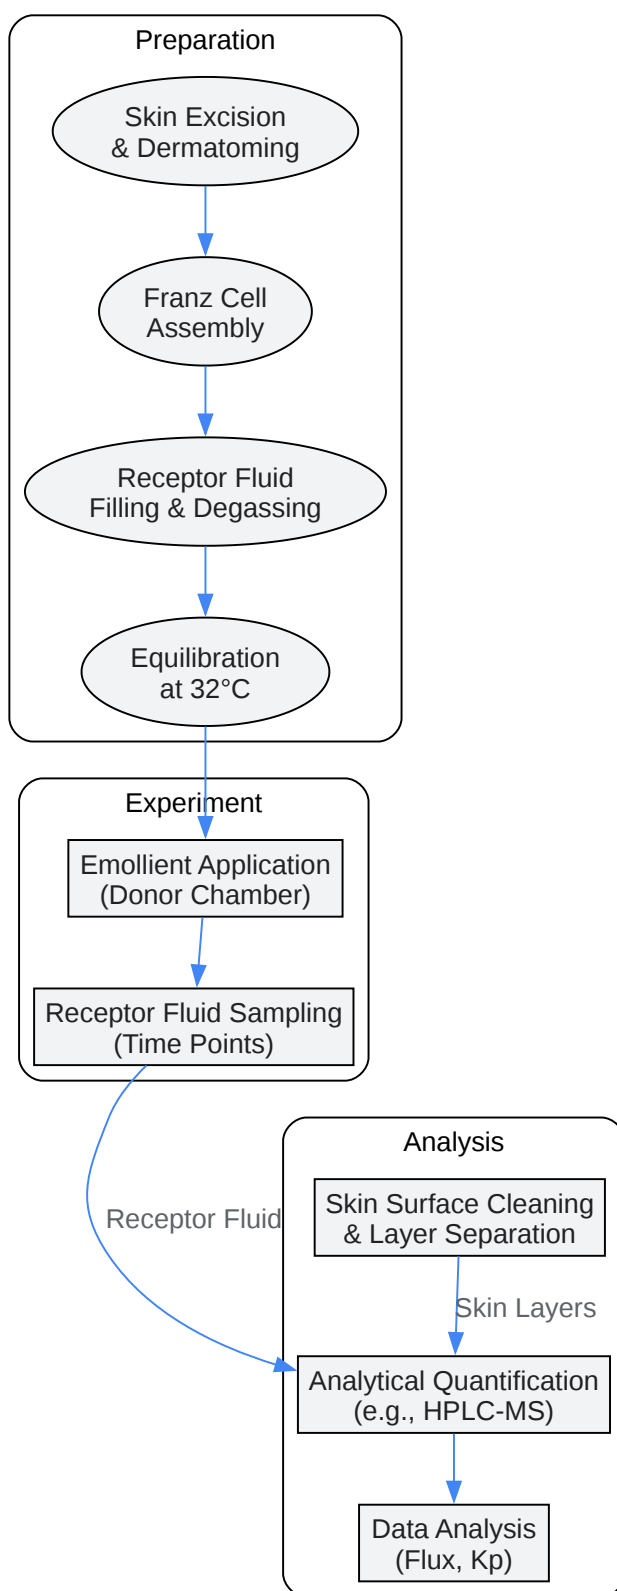 Preparation
Skin Excision
& Dermatoming
Franz Cell
Assembly
Receptor Fluid
Filling & Degassing
Equilibration
at 32°C
Experiment
Emollient Application
(Donor Chamber)
Receptor Fluid Sampling
(Time Points)
Analysis
Skin Surface Cleaning
& Layer Separation
Receptor Fluid
Skin Layers
Analytical Quantification
(e.g., HPLC-MS)
Data Analysis
(Flux, Kp)